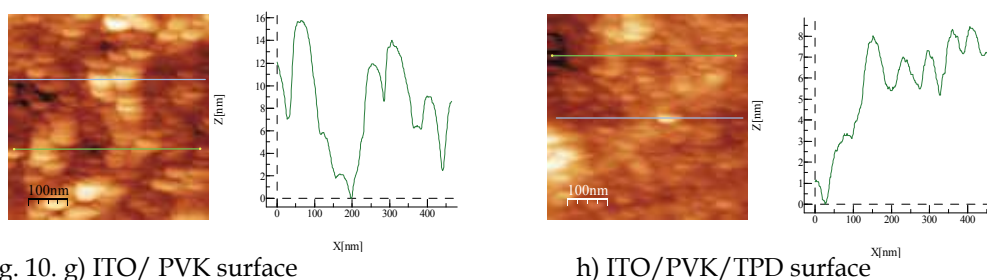 16
14
12
10
8
6
4
2
0
Z[nm]
100nm
0 100 200 300 400
X[nm]
8
7
6
5
4
3
2
1
0
Z[nm]
100nm
0 100 200 300 400
X[nm]
g. 10. g) ITO/ PVK surface
h) ITO/PVK/TPD surface